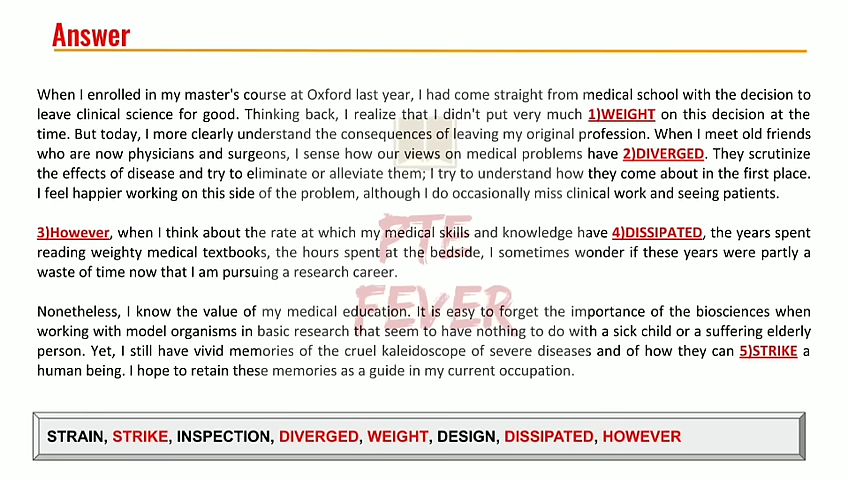 Answer
When I enrolled in my master's course at Oxford last year, I had come straight from medical school with the decision to
leave clinical science for good. Thinking back, I realize that I didn't put very much 1)WEIGHT on this decision at the
time. But today, I more clearly understand the consequences of leaving my original profession. When I meet old friends
who are now physicians and surgeons, I sense how our views on medical problems have 2)DIVERGED. They scrutinize
the effects of disease and try to eliminate or alleviate them; I try to understand how they come about in the first place.
I feel happier working on this side of the problem, although I do occasionally miss clinical work and seeing patients.
3)However, when I think about the rate at which my medical skills and knowledge have 4)DISSIPATED, the years spent
reading weighty medical textbooks, the hours spent at the bedside, I sometimes wonder if these years were partly a
waste of time now that I am pursuing a research career.
Nonetheless, I know the value of my medical education. It is easy to forget the importance of the biosciences when
working with model organisms in basic research that seem to have nothing to do with a sick child or a suffering elderly
person. Yet, I still have vivid memories of the cruel kaleidoscope of severe diseases and of how they can 5)STRIKE a
human being. I hope to retain these memories as a guide in my current occupation.
PTE
FEVER
STRAIN, STRIKE, INSPECTION, DIVERGED, WEIGHT, DESIGN, DISSIPATED, HOWEVER